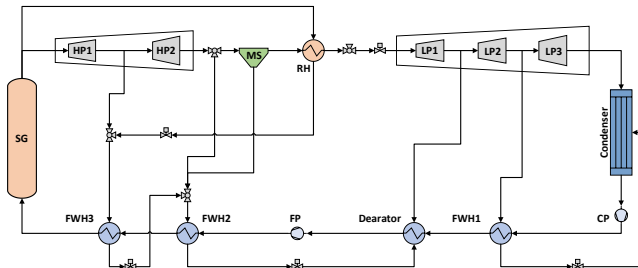 HP1
HP2
MS
RH
LP1
LP2
LP3
SG
Condenser
FWH3
FWH2
FP
Dearator
FWH1
CP